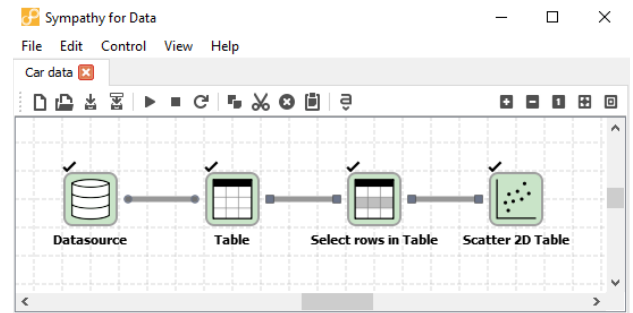 Sympathy for Data
File Edit Control View Help
Car data
a
1
Datasource Table Select rows in Table Scatter 2D Table